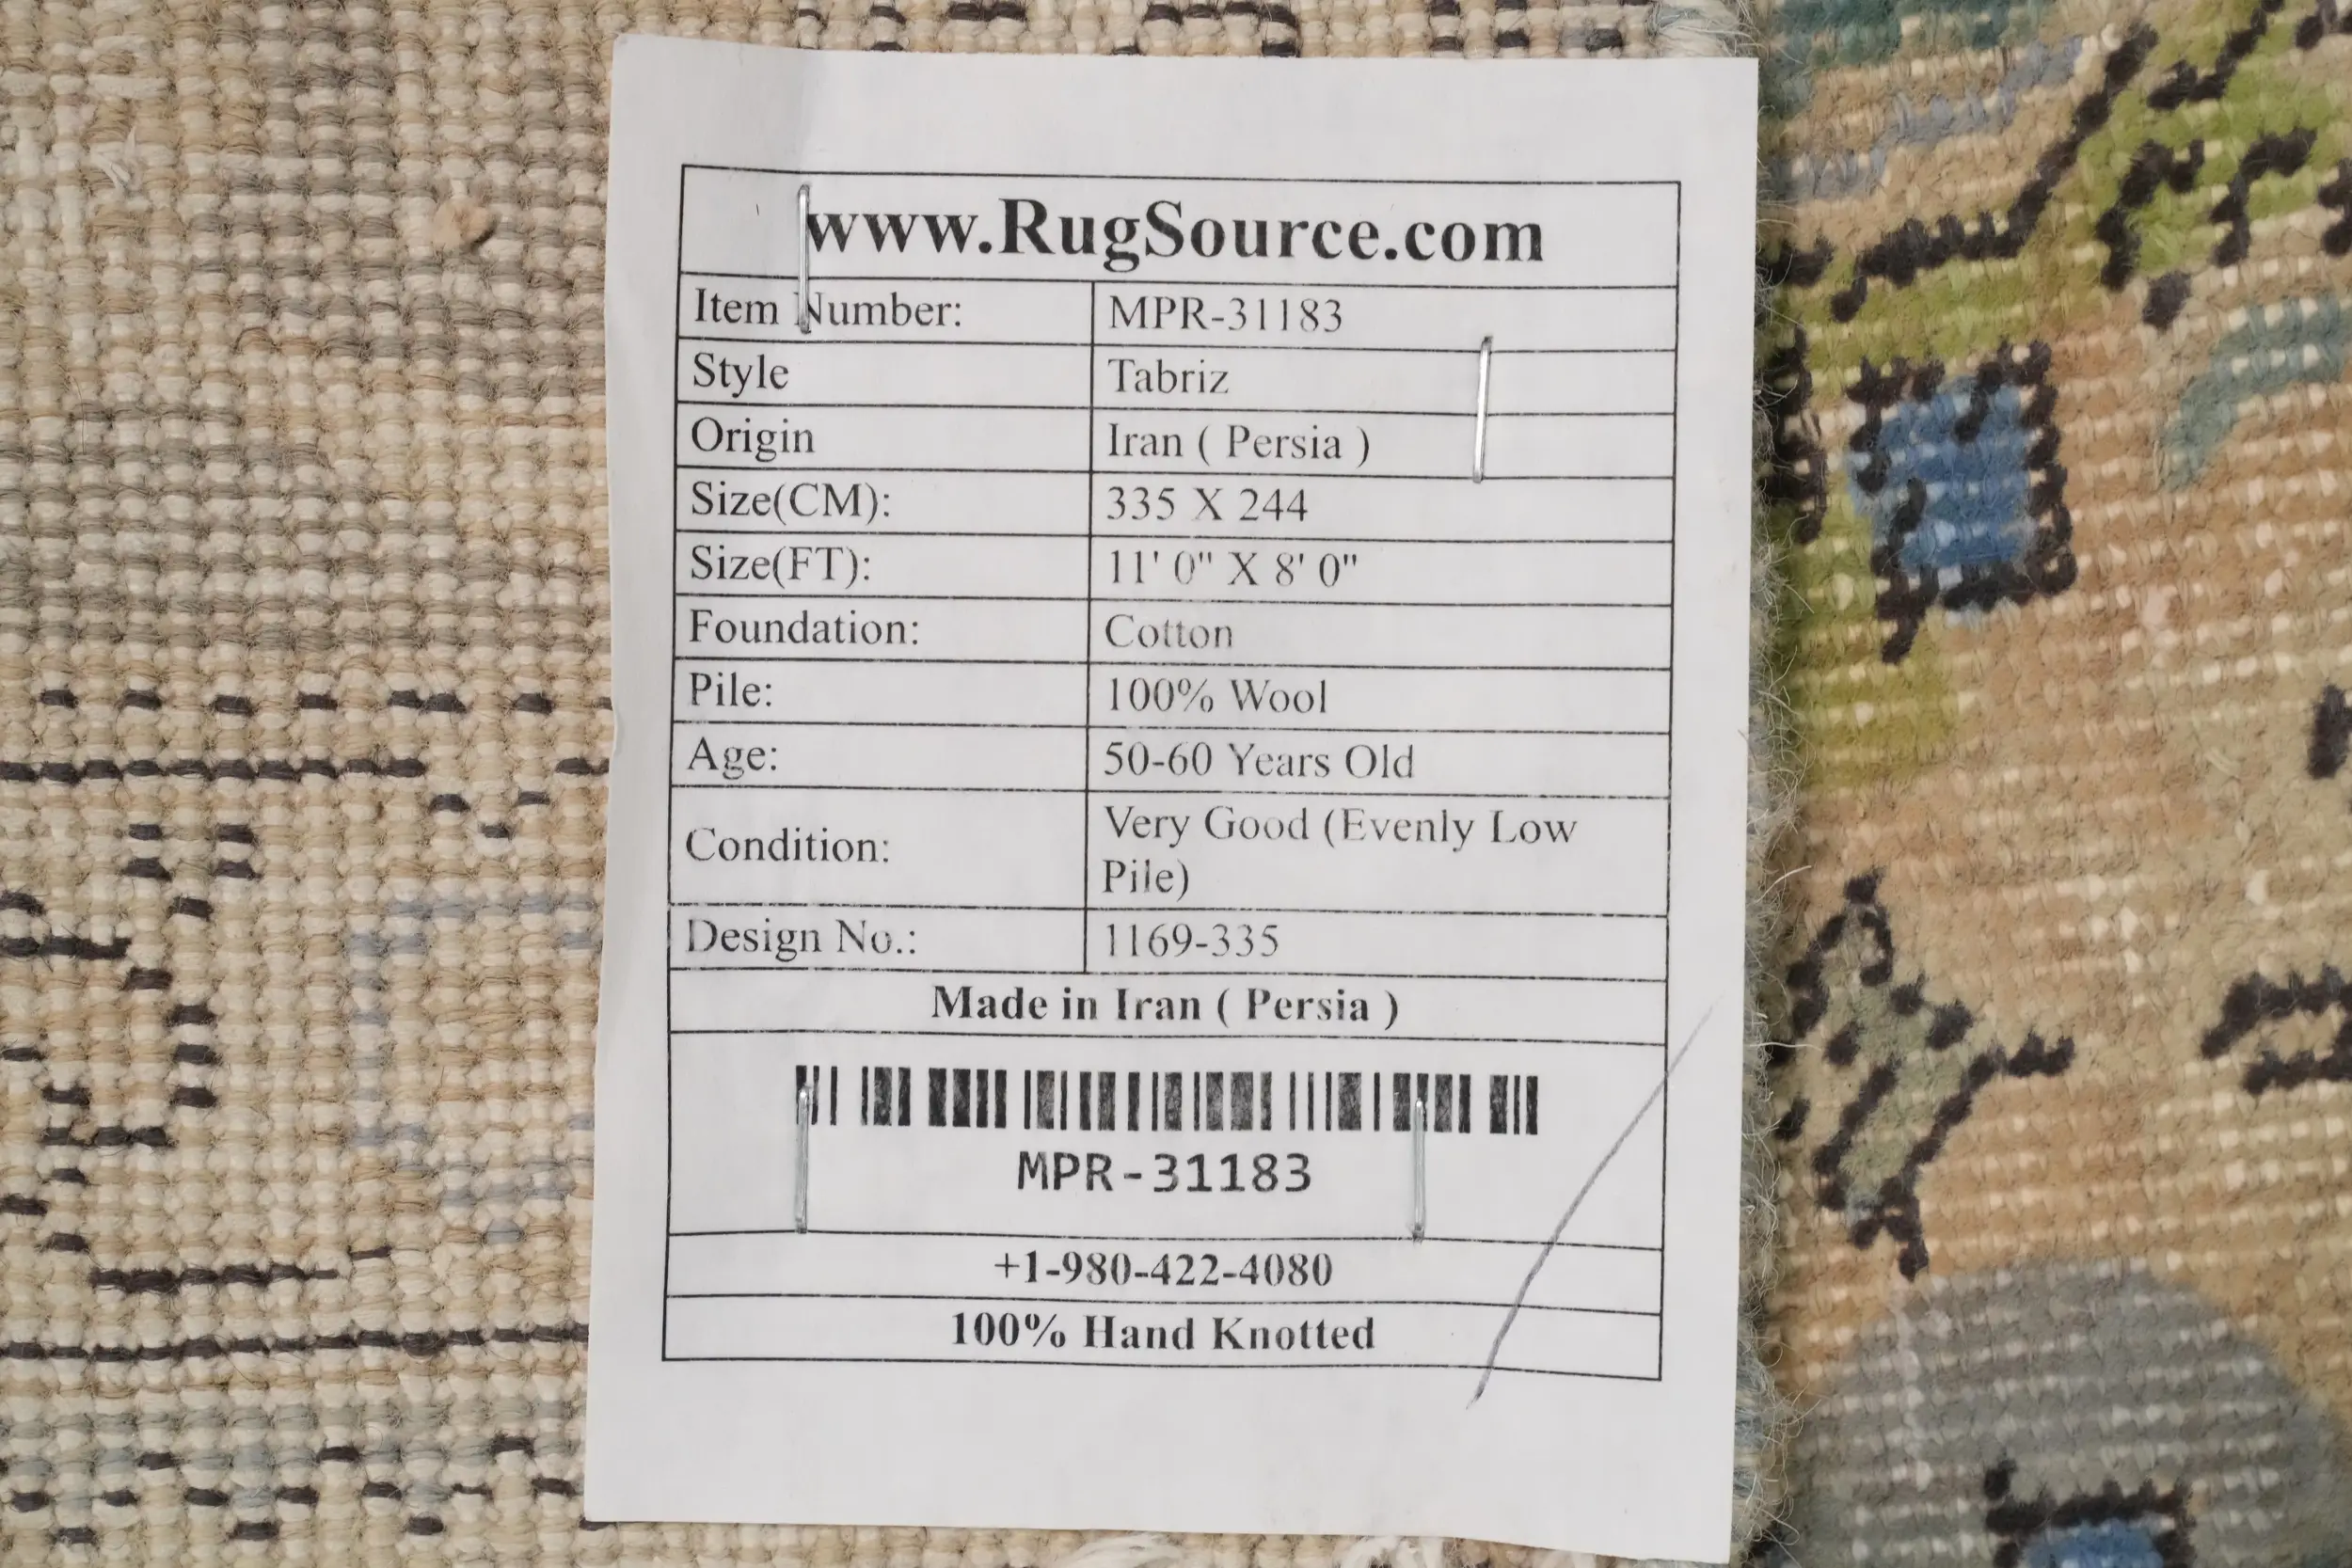 www.RugSource.com
Item Number: MPR-31183
Style Tabriz
Origin Iran ( Persia )
Size(CM): 335 X 244
Size(FT): 11' 0" X 8' 0"
Foundation: Cotton
Pile: 100% Wool
Age: 50-60 Years Old
Condition: Very Good (Evenly Low
Pile)
Design No.: 1169-335
Made in Iran ( Persia )
MPR-31183
+1-980-422-4080
100% Hand Knotted